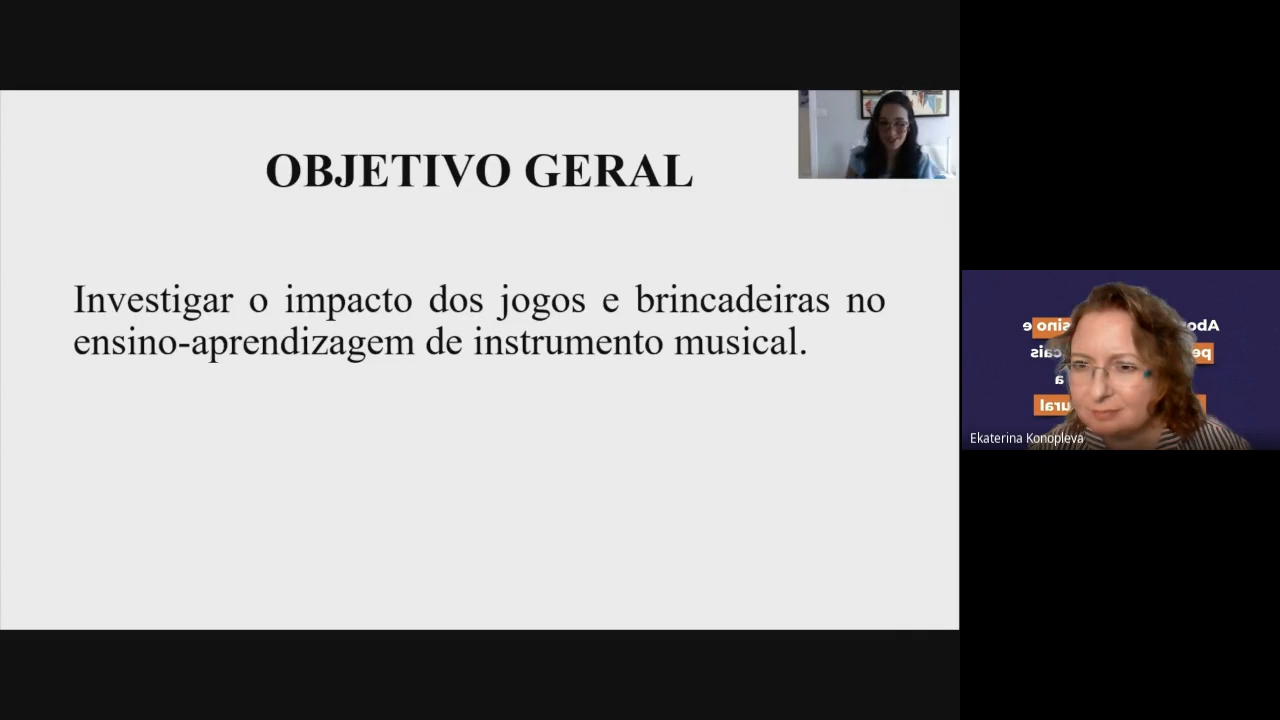 OBJETIVO GERAL
Investigar o impacto dos jogos e brincadeiras no
ensino-aprendizagem de instrumento musical.
Ekaterina Konopleva